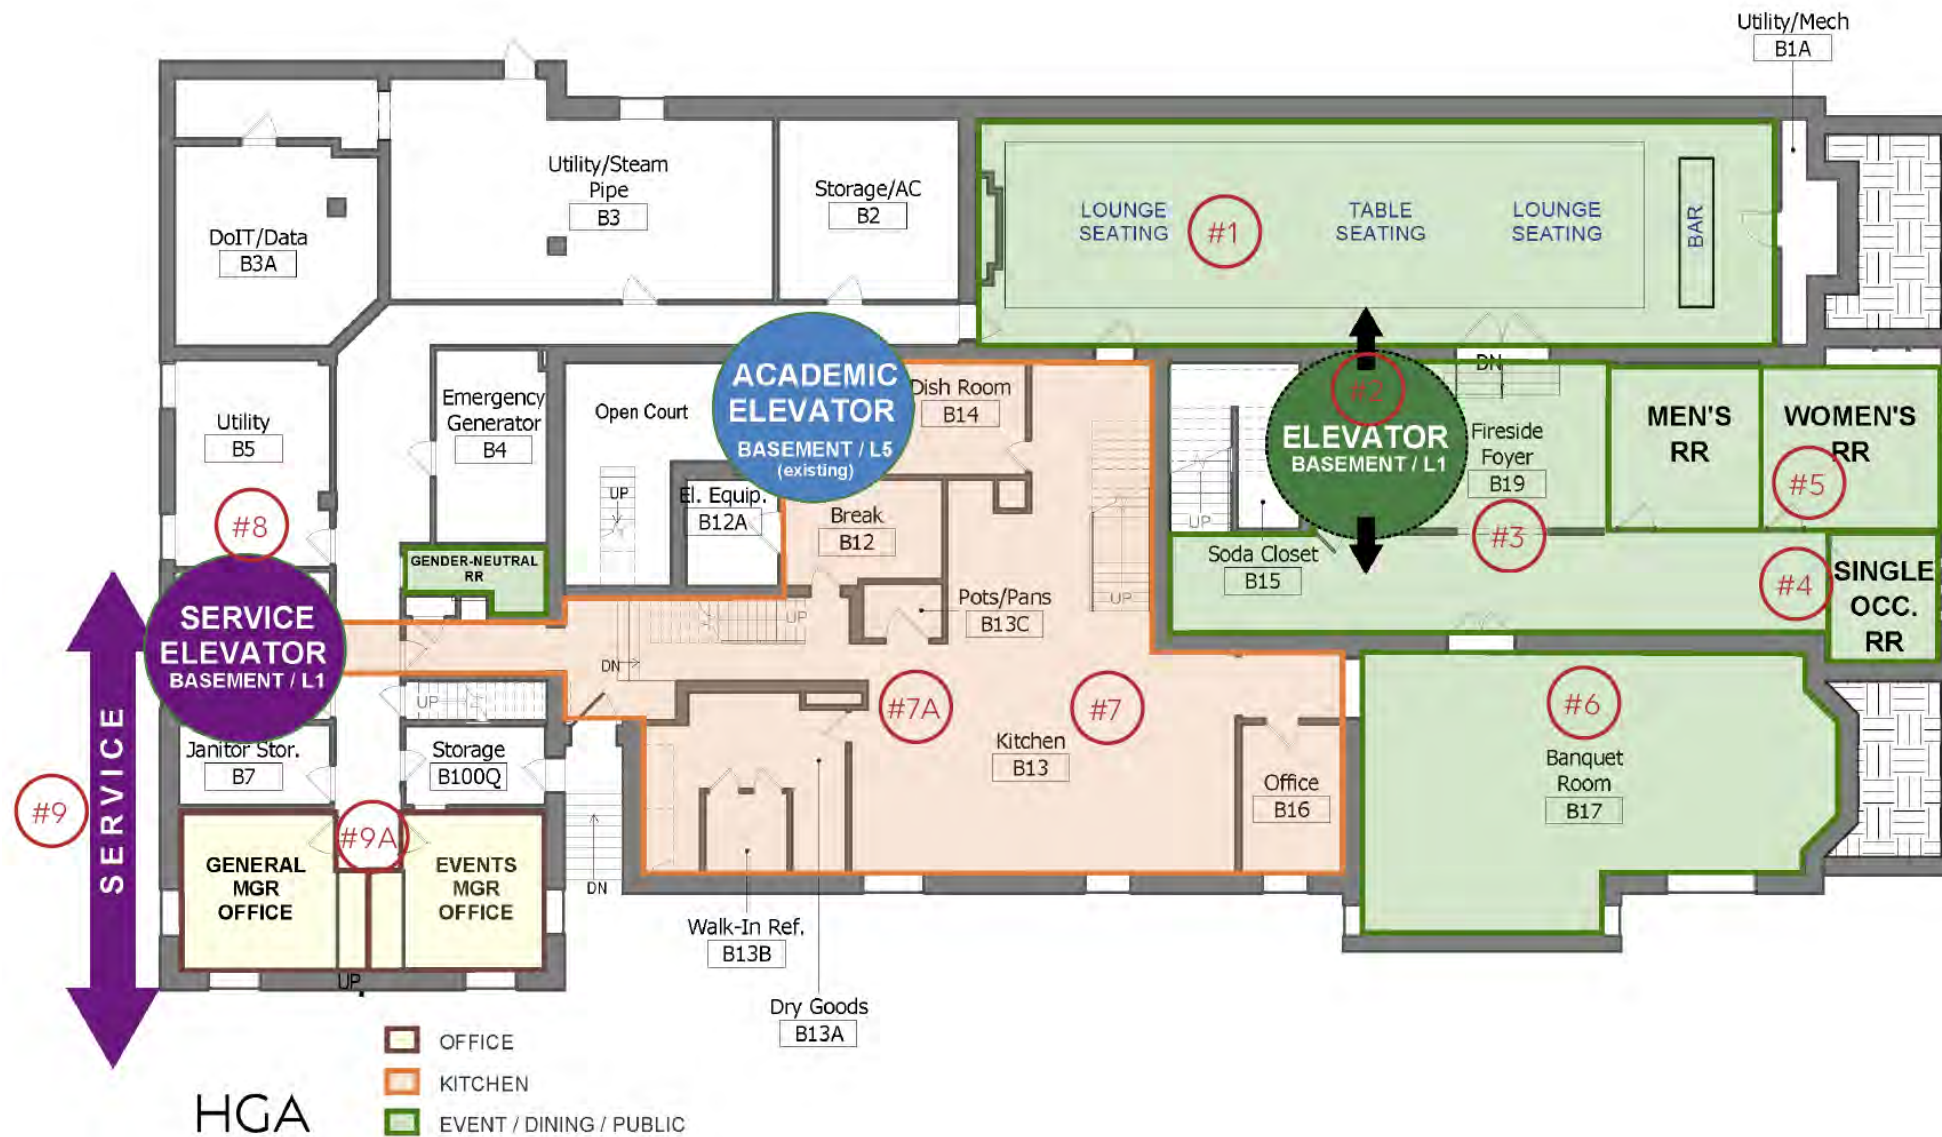 Utility/Mech
B1A
Utility/Steam
Pipe
B3
Storage/AC
B2
DoIT/Data
B3A
LOUNGE
SEATING
#1
TABLE
SEATING
LOUNGE
SEATING
BAR
ACADEMIC
ELEVATOR
BASEMENT / L5
(existing)
Dish Room
B14
DN
#2
ELEVATOR
BASEMENT / L1
Fireside
Foyer
B19
MEN'S
RR
WOMEN'S
RR
#5
Utility
B5
Emergency
Generator
B4
Open Court
UP
El. Equip.
B12A
Break
B12
UP
#8
#3
Soda Closet
B15
GENDER-NEUTRAL
RR
#4
SINGLE
OCC.
RR
SERVICE
ELEVATOR
BASEMENT / L1
UP
Pots/Pans
B13C
UP
DN
UP
#7A
#7
#6
Janitor Stor.
B7
Storage
B100Q
Kitchen
B13
Office
B16
Banquet
Room
B17
#9
SERVICE
#9A
GENERAL
MGR
OFFICE
EVENTS
MGR
OFFICE
DN
Walk-In Ref.
B13B
UP
Dry Goods
B13A
OFFICE
KITCHEN
EVENT / DINING / PUBLIC
HGA